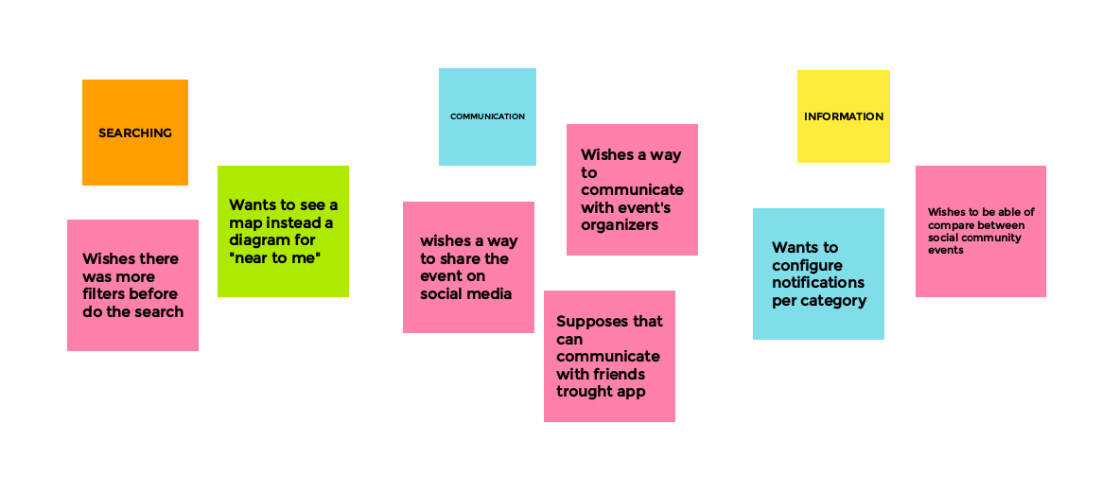 SEARCHING
Wants to see a
map instead a
diagram for
"near to me"
Wishes there
was more
filters before
do the search
COMMUNICATION
Wishes a way
to
communicate
with event's
organizers
wishes a way
to share the
event on
social media
Supposes that
can
communicate
with friends
trought app
INFORMATION
Wants to
configure
notifications
per category
Wishes to be able of
compare between
social community
events